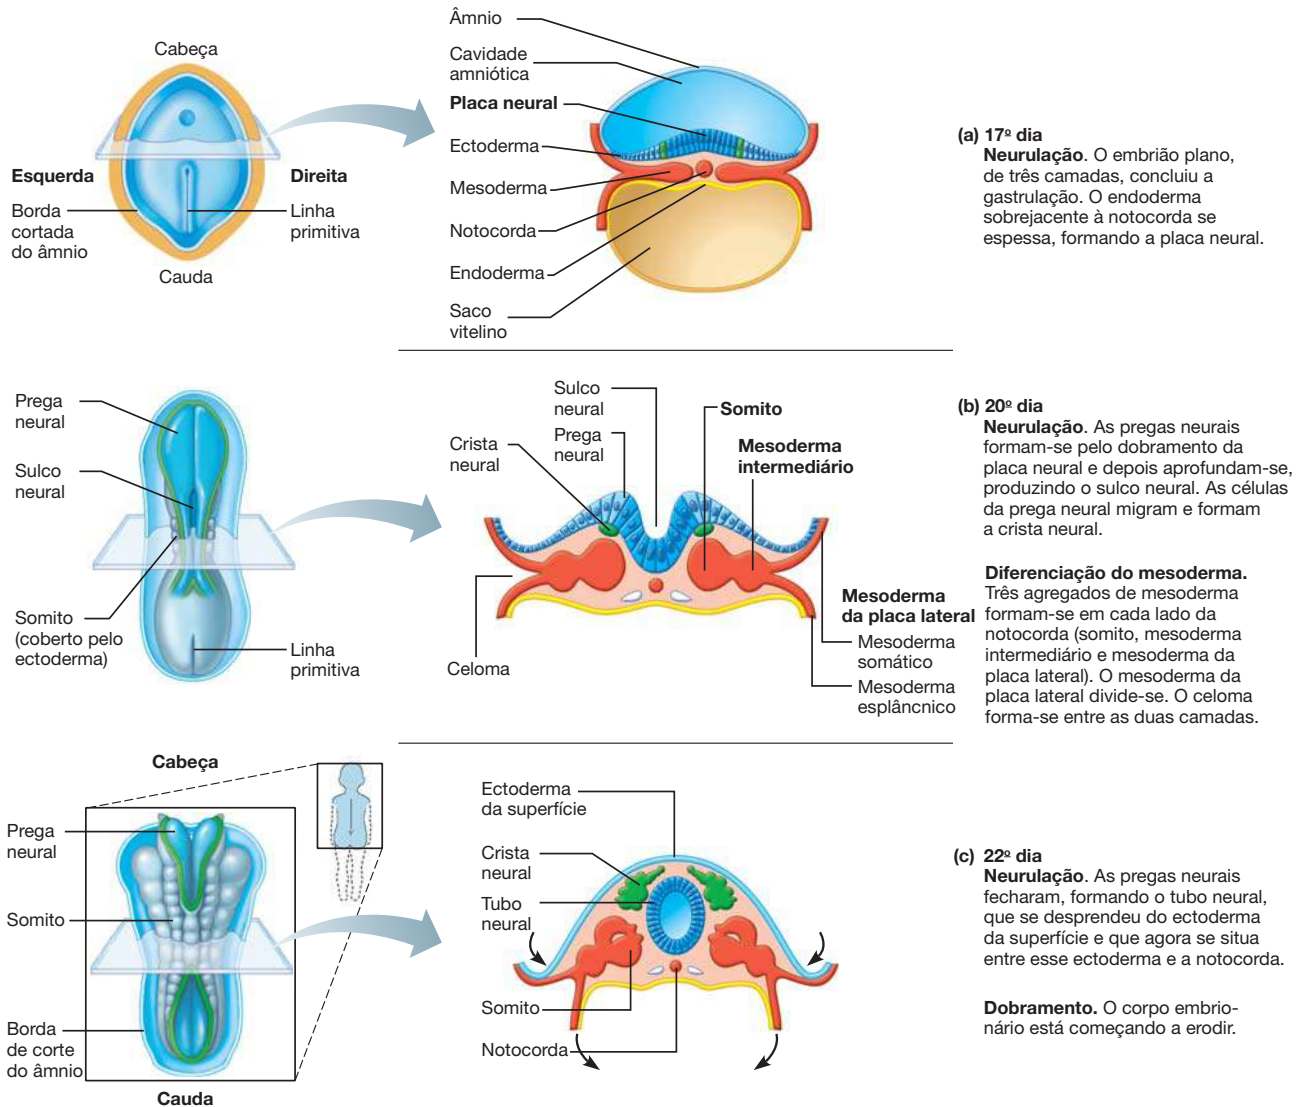 Cabeça
Esquerda
Direita
Borda
cortada
do âmnio
Linha
primitiva
Cauda
Âmnio
Cavidade
amniótica
Placa neural
Ectoderma
Mesoderma
Notocorda
Endoderma
Saco
vitelino
(a) 17º dia
Neurulação. O embrião plano,
de três camadas, concluiu a
gastrulação. O endoderma
sobrejacente à notocorda se
espessa, formando a placa neural.
Prega
neural
Sulco
neural
Somito
(coberto pelo
ectoderma)
Linha
primitiva
Sulco
neural
Crista
neural
Prega
neural
Somito
Mesoderma
intermediário
Celoma
Mesoderma
da placa lateral
Mesoderma
somático
Mesoderma
esplâncnico
(b) 20º dia
Neurulação. As pregas neurais
formam-se pelo dobramento da
placa neural e depois aprofundam-se,
produzindo o sulco neural. As células
da prega neural migram e formam
a crista neural.
Diferenciação do mesoderma.
Três agregados de mesoderma
formam-se em cada lado da
notocorda (somito, mesoderma
intermediário e mesoderma da
placa lateral). O mesoderma da
placa lateral divide-se. O celoma
forma-se entre as duas camadas.
Cabeça
Prega
neural
Somito
Borda
de corte
do âmnio
Cauda
Ectoderma
da superfície
Crista
neural
Tubo
neural
Somito
Notocorda
(c) 22º dia
Neurulação. As pregas neurais
fecharam, formando o tubo neural,
que se desprendeu do ectoderma
da superfície e que agora se situa
entre esse ectoderma e a notocorda.
Dobramento. O corpo embrio-
nário está começando a erodir.